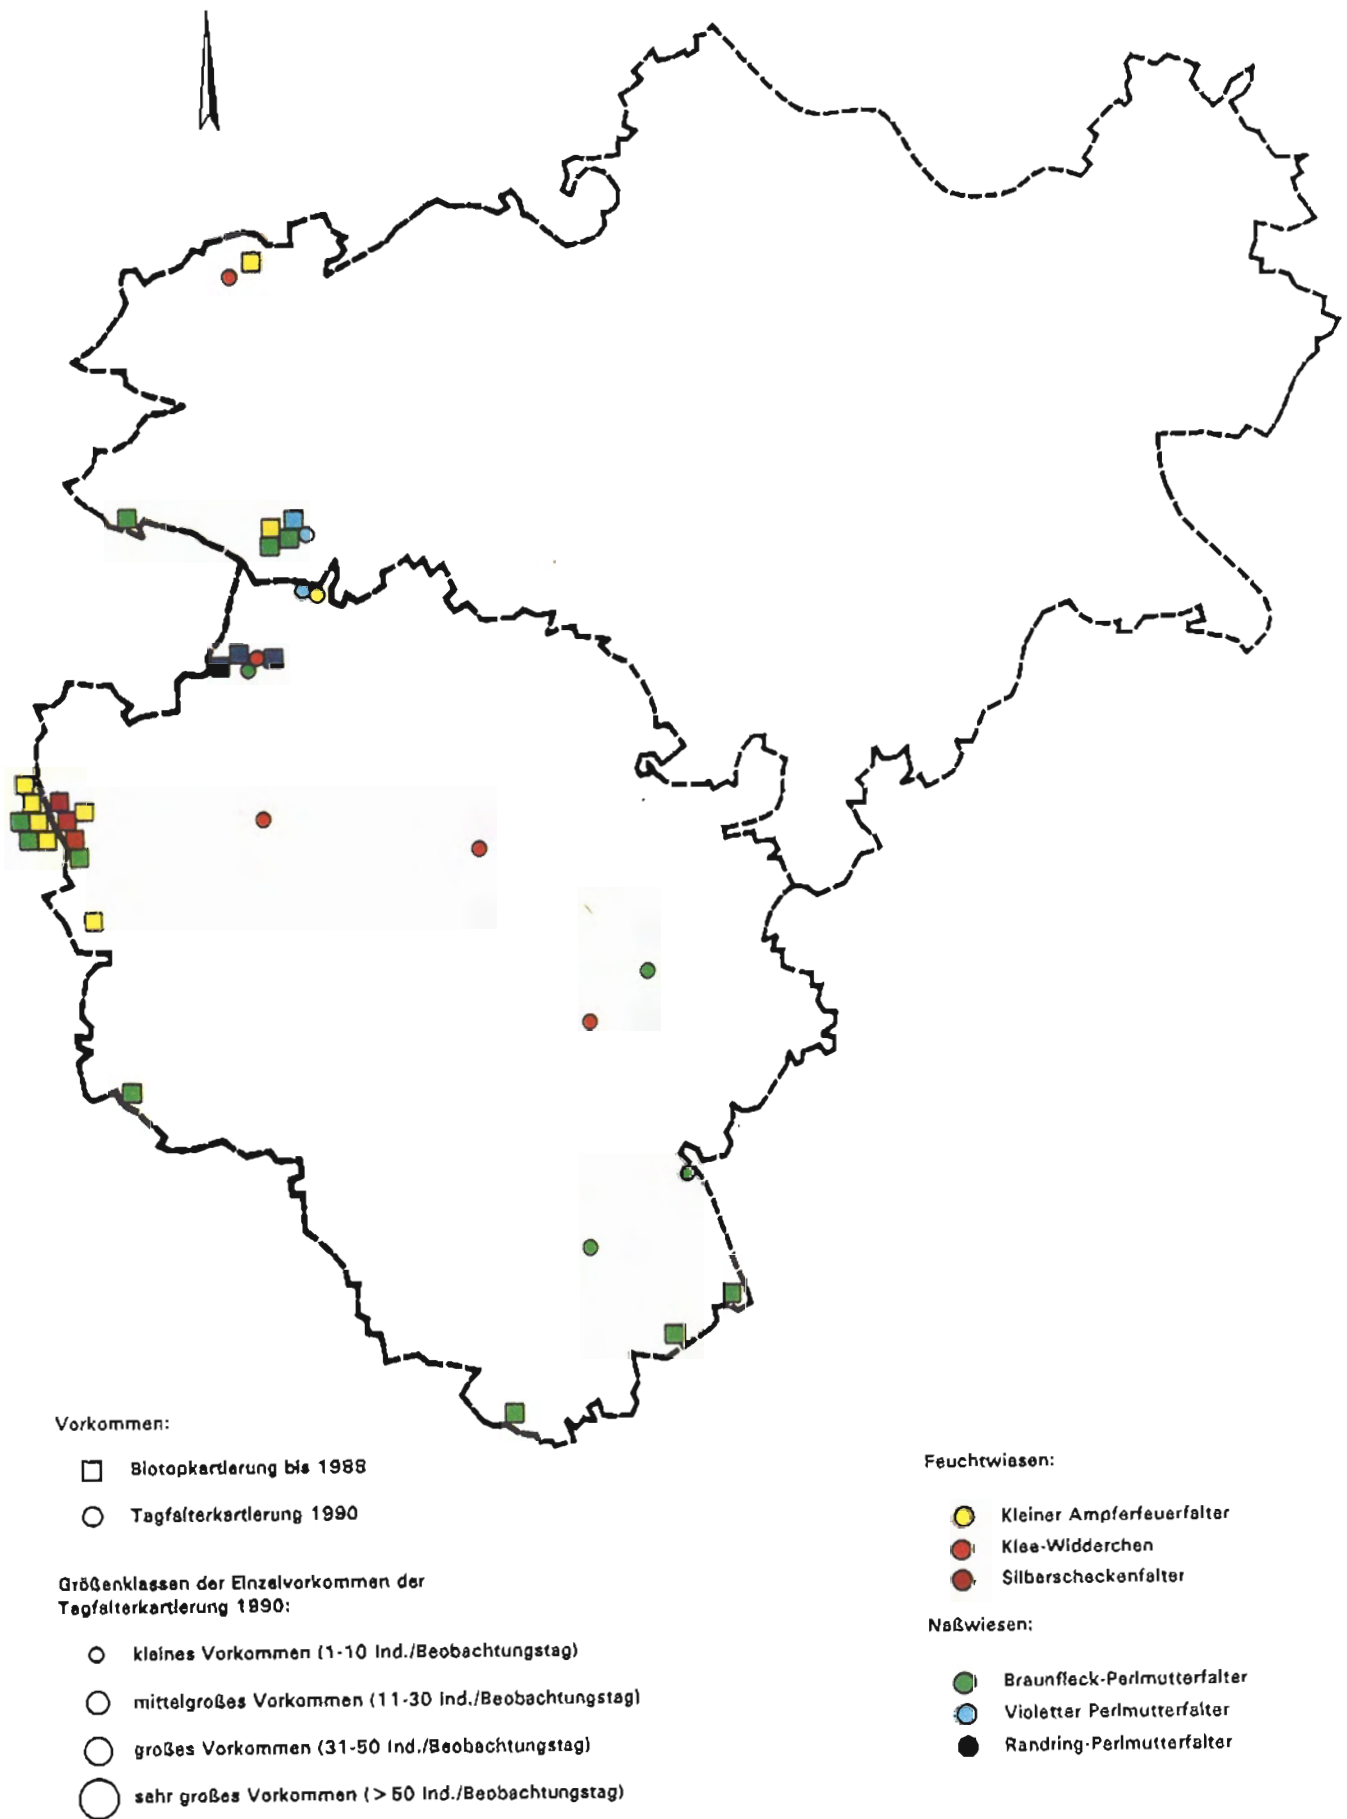 Vorkommen:
Biotopkartierung bis 1988
Tagfalterkartierung 1990
Größenklassen der Einzelvorkommen der
Tagfalterkartierung 1990:
kleines Vorkommen (1-10 Ind./Beobachtungstag)
mittelgroßes Vorkommen (11-30 Ind./Beobachtungstag)
großes Vorkommen (31-50 Ind./Beobachtungstag)
sehr großes Vorkommen (> 50 Ind./Beobachtungstag)
Feuchtwiesen:
Kleiner Ampferfeuerfalter
Klee-Widderchen
Silberscheckenfalter
Naßwiesen:
Braunfleck-Perlmutterfalter
Violetter Perlmutterfalter
Randring-Perlmutterfalter